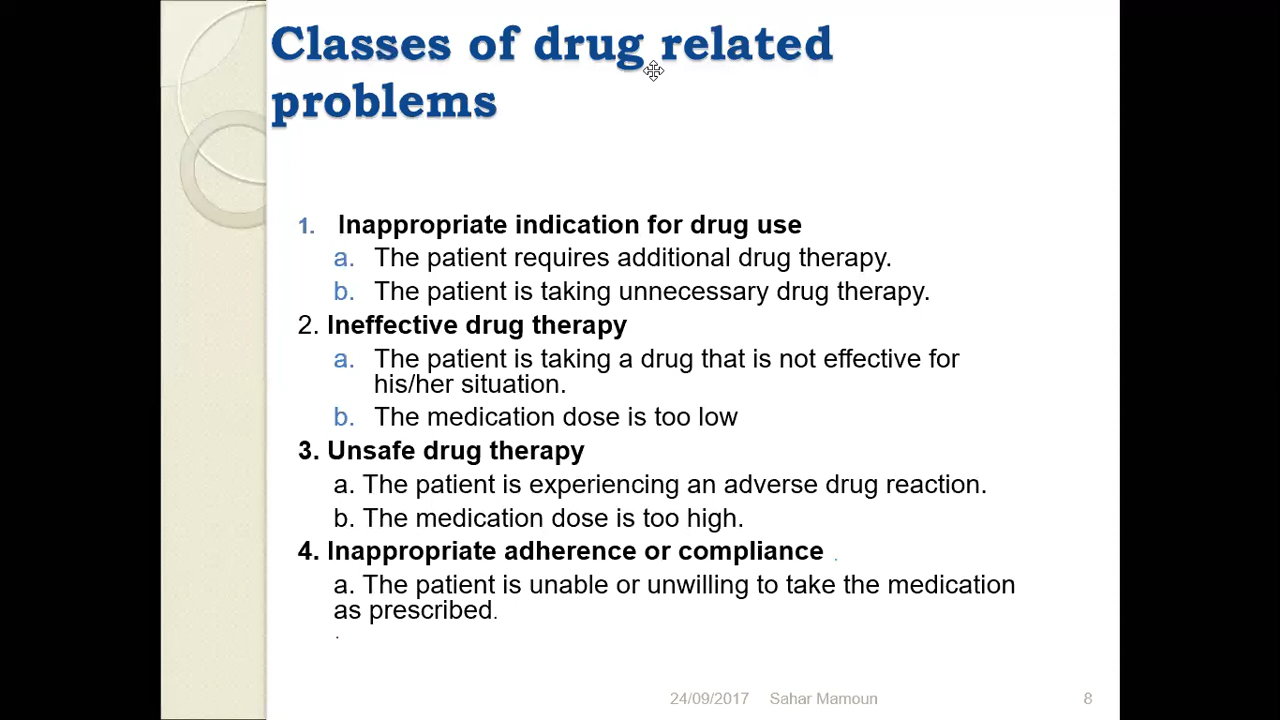 Classes of drug related
problems
1. Inappropriate indication for drug use
a. The patient requires additional drug therapy.
b. The patient is taking unnecessary drug therapy.
2. Ineffective drug therapy
a. The patient is taking a drug that is not effective for
his/her situation.
b. The medication dose is too low
3. Unsafe drug therapy
a. The patient is experiencing an adverse drug reaction.
b. The medication dose is too high.
4. Inappropriate adherence or compliance .
a. The patient is unable or unwilling to take the medication
as prescribed.
.
24/09/2017 Sahar Mamoun 8